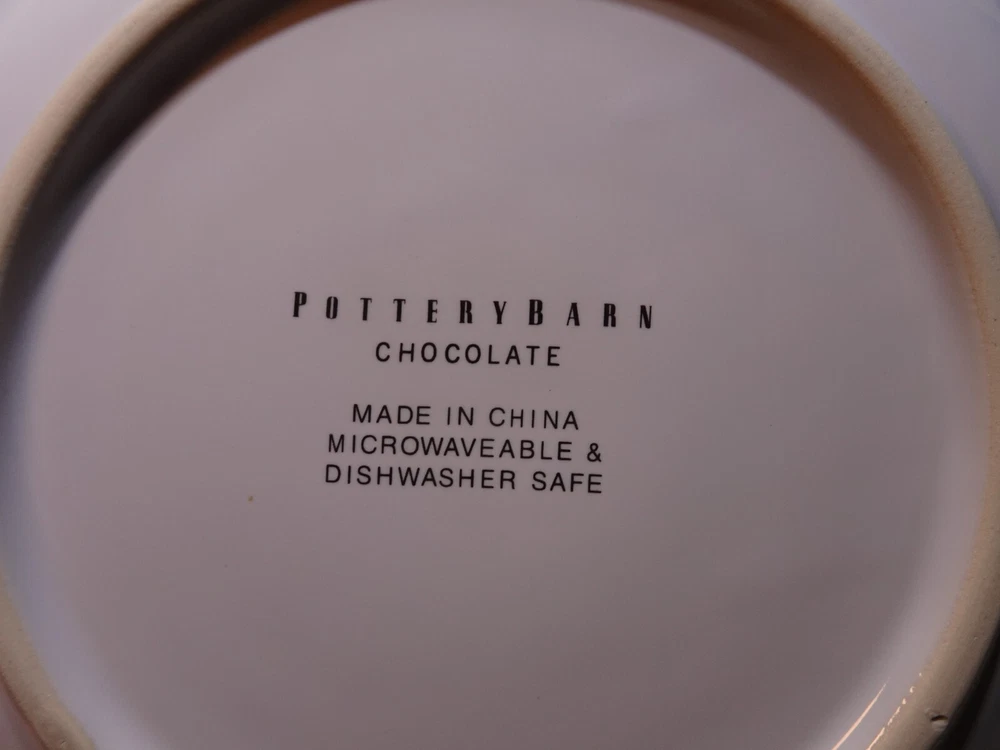 POTTERYBARN
CHOCOLATE
MADE IN CHINA
MICROWAVEABLE &
DISHWASHER SAFE